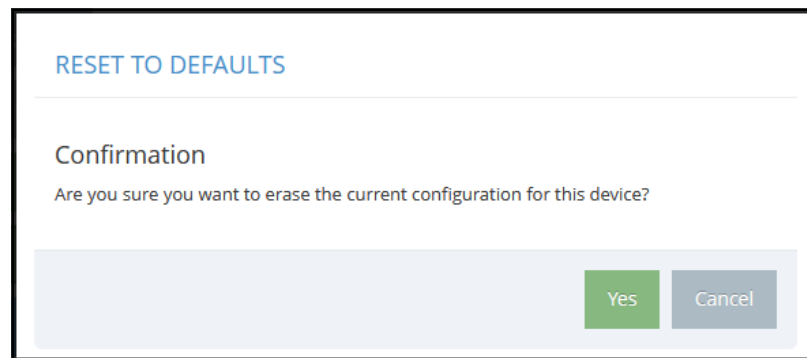 RESET TO DEFAULTS
Confirmation
Are you sure you want to erase the current configuration for this device?
Yes Cancel